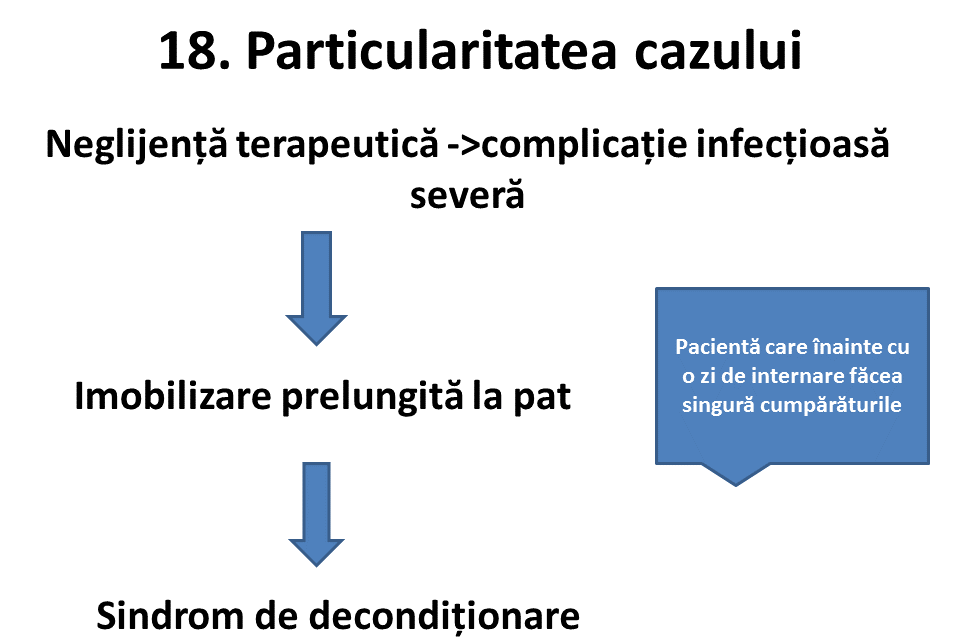 18. Particularitatea cazului
Neglijență terapeutică ->complicație infecțioasă
severă
Pacientă care înainte cu
o zi de internare făcea
singură cumpărăturile
Imobilizare prelungită la pat
Sindrom de decondiționare